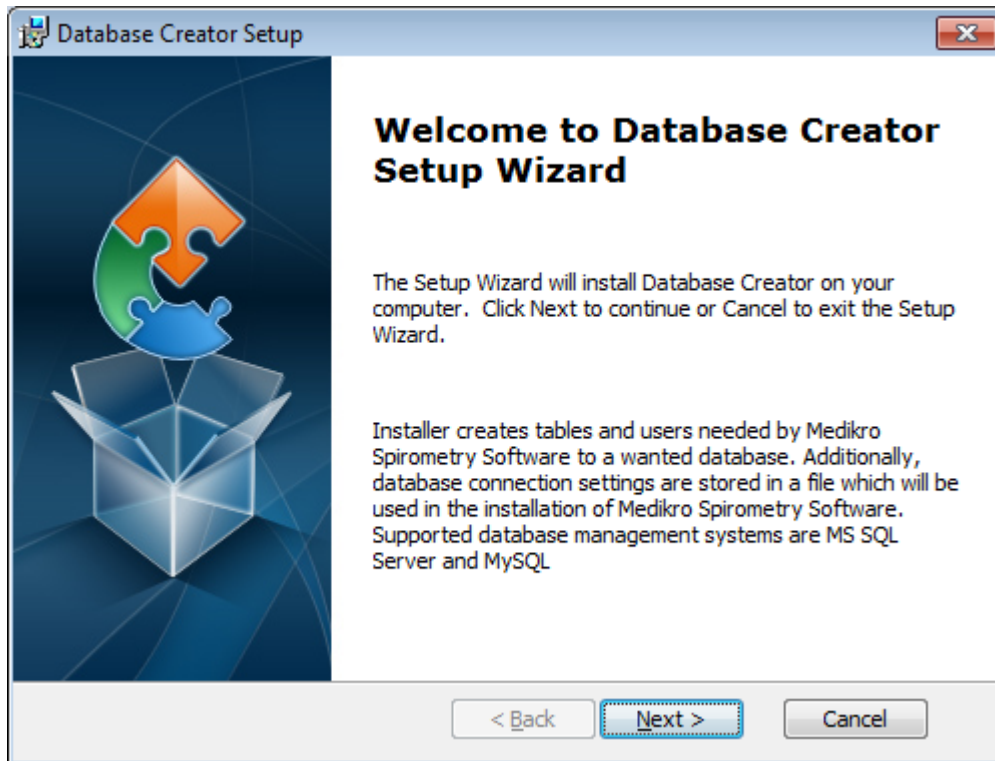 Database Creator Setup
Welcome to Database Creator
Setup Wizard
The Setup Wizard will install Database Creator on your
computer.  Click Next to continue or Cancel to exit the Setup
Wizard.
Installer creates tables and users needed by Medikro
Spirometry Software to a wanted database. Additionally,
database connection settings are stored in a file which will be
used in the installation of Medikro Spirometry Software.
Supported database management systems are MS SQL
Server and MySQL
< Back
Next >
Cancel